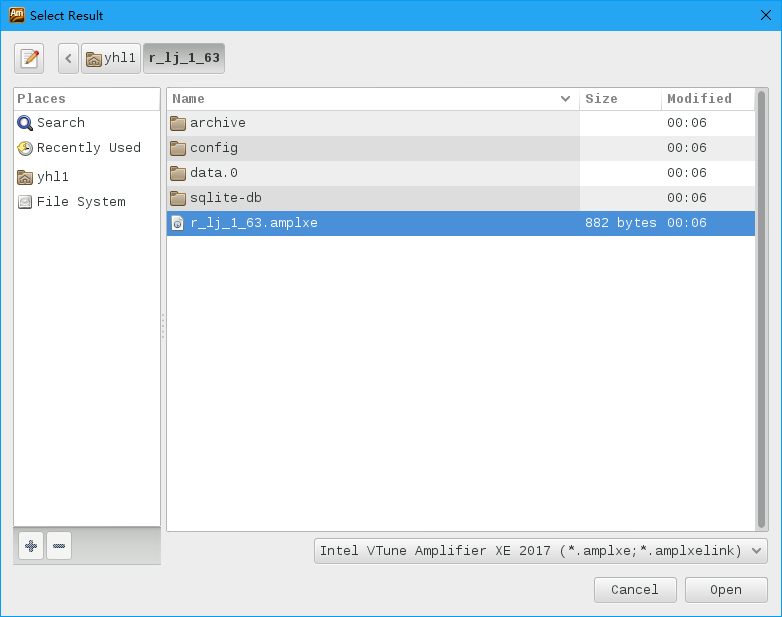 Am Select Result
yhl1 r_lj_1_63
Places
Search
Recently Used
yhl1
File System
Name Size Modified
archive 00:06
config 00:06
data.0 00:06
sqlite-db 00:06
r_lj_1_63.amplxe 882 bytes 00:06
Intel VTune Amplifier XE 2017 (*.amplxe;*.amplxelink)
Cancel Open